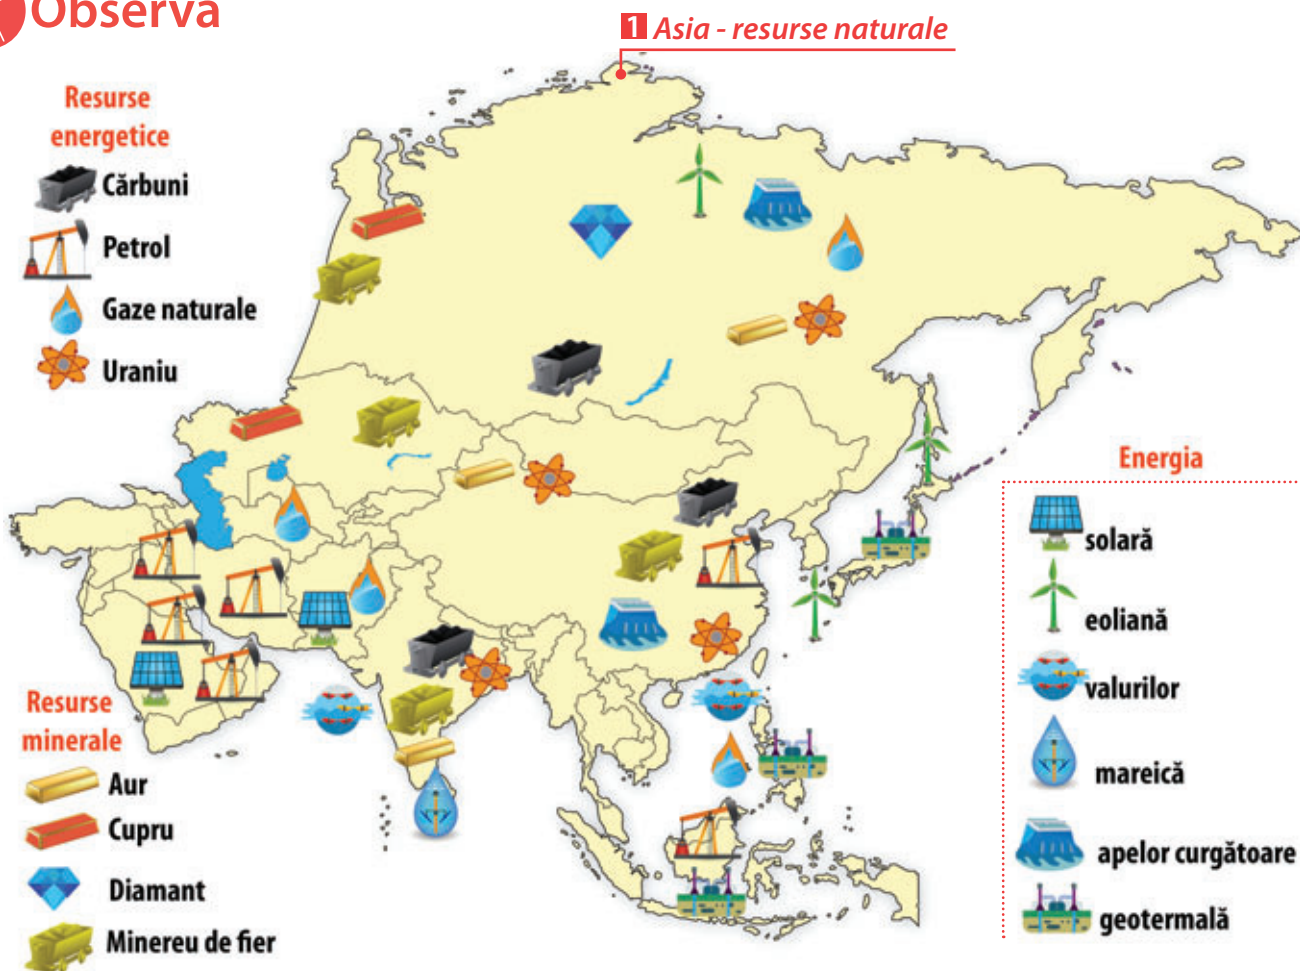 Observă
1 Asia - resurse naturale
Resurse
energetice
Cărbuni
Petrol
Gaze naturale
Uraniu
Resurse
minerale
Aur
Cupru
Diamant
Minereu de fier
Energia
solară
eoliană
valurilor
mareică
apelor curgătoare
geotermală